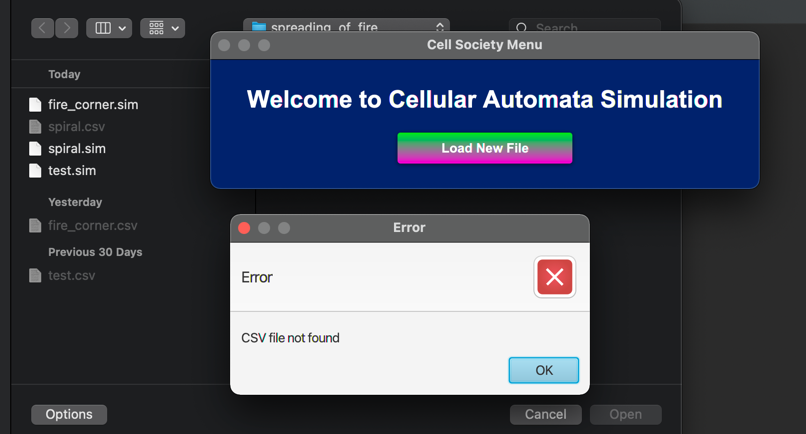 spreading_of_fire
Search
Cell Society Menu
Today
Welcome to Cellular Automata Simulation
fire_corner.sim
spiral.csv
Load New File
spiral.sim
test.sim
Yesterday
fire_corner.csv
Error
Previous 30 Days
test.csv
Error
CSV file not found
OK
Options
Cancel
Open